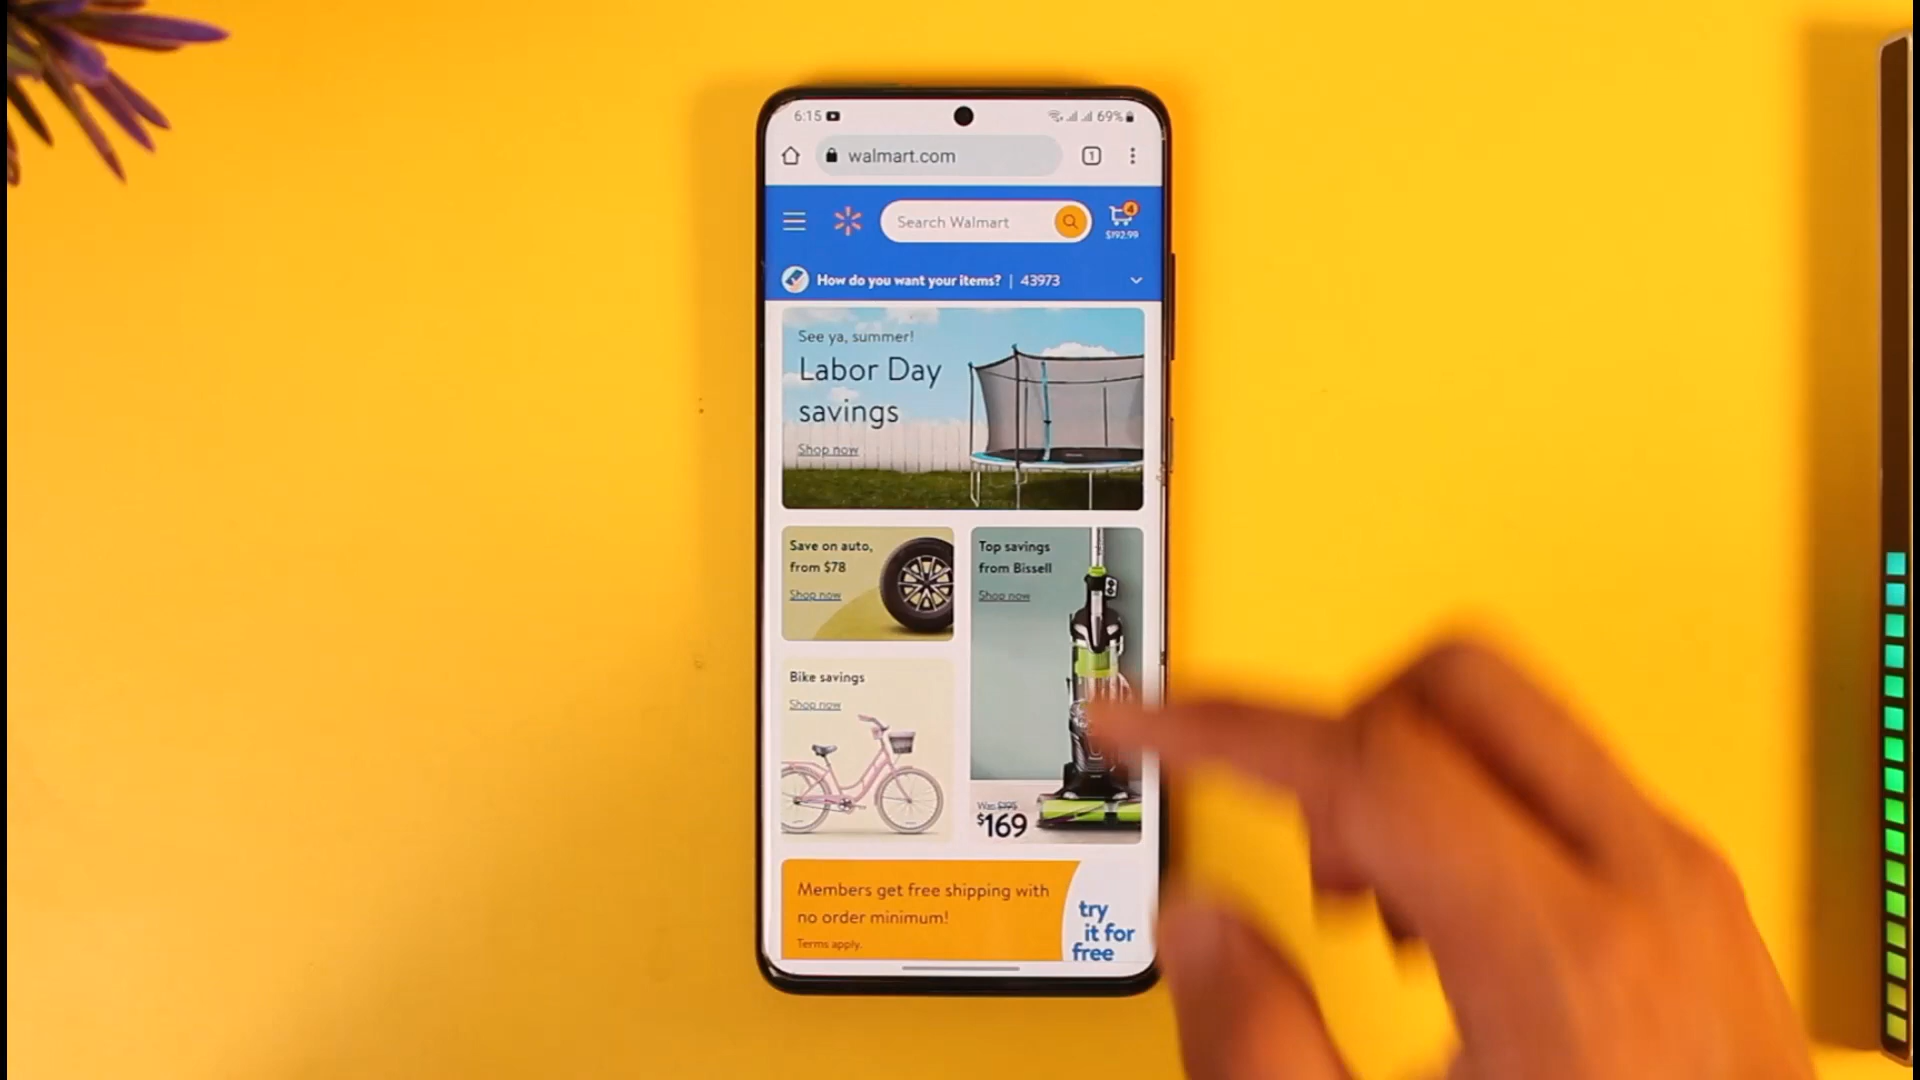 6:15
69%
walmart.com
1
Search Walmart
4
$192.99
How do you want your items? | 43973
See ya, summer!
Labor Day
savings
Shop now
Save on auto,
from $78
Shop now
Top savings
from Bissell
Shop now
Bike savings
Shop now
Was $195
$169
Members get free shipping with
no order minimum!
Terms apply.
try
it for
free